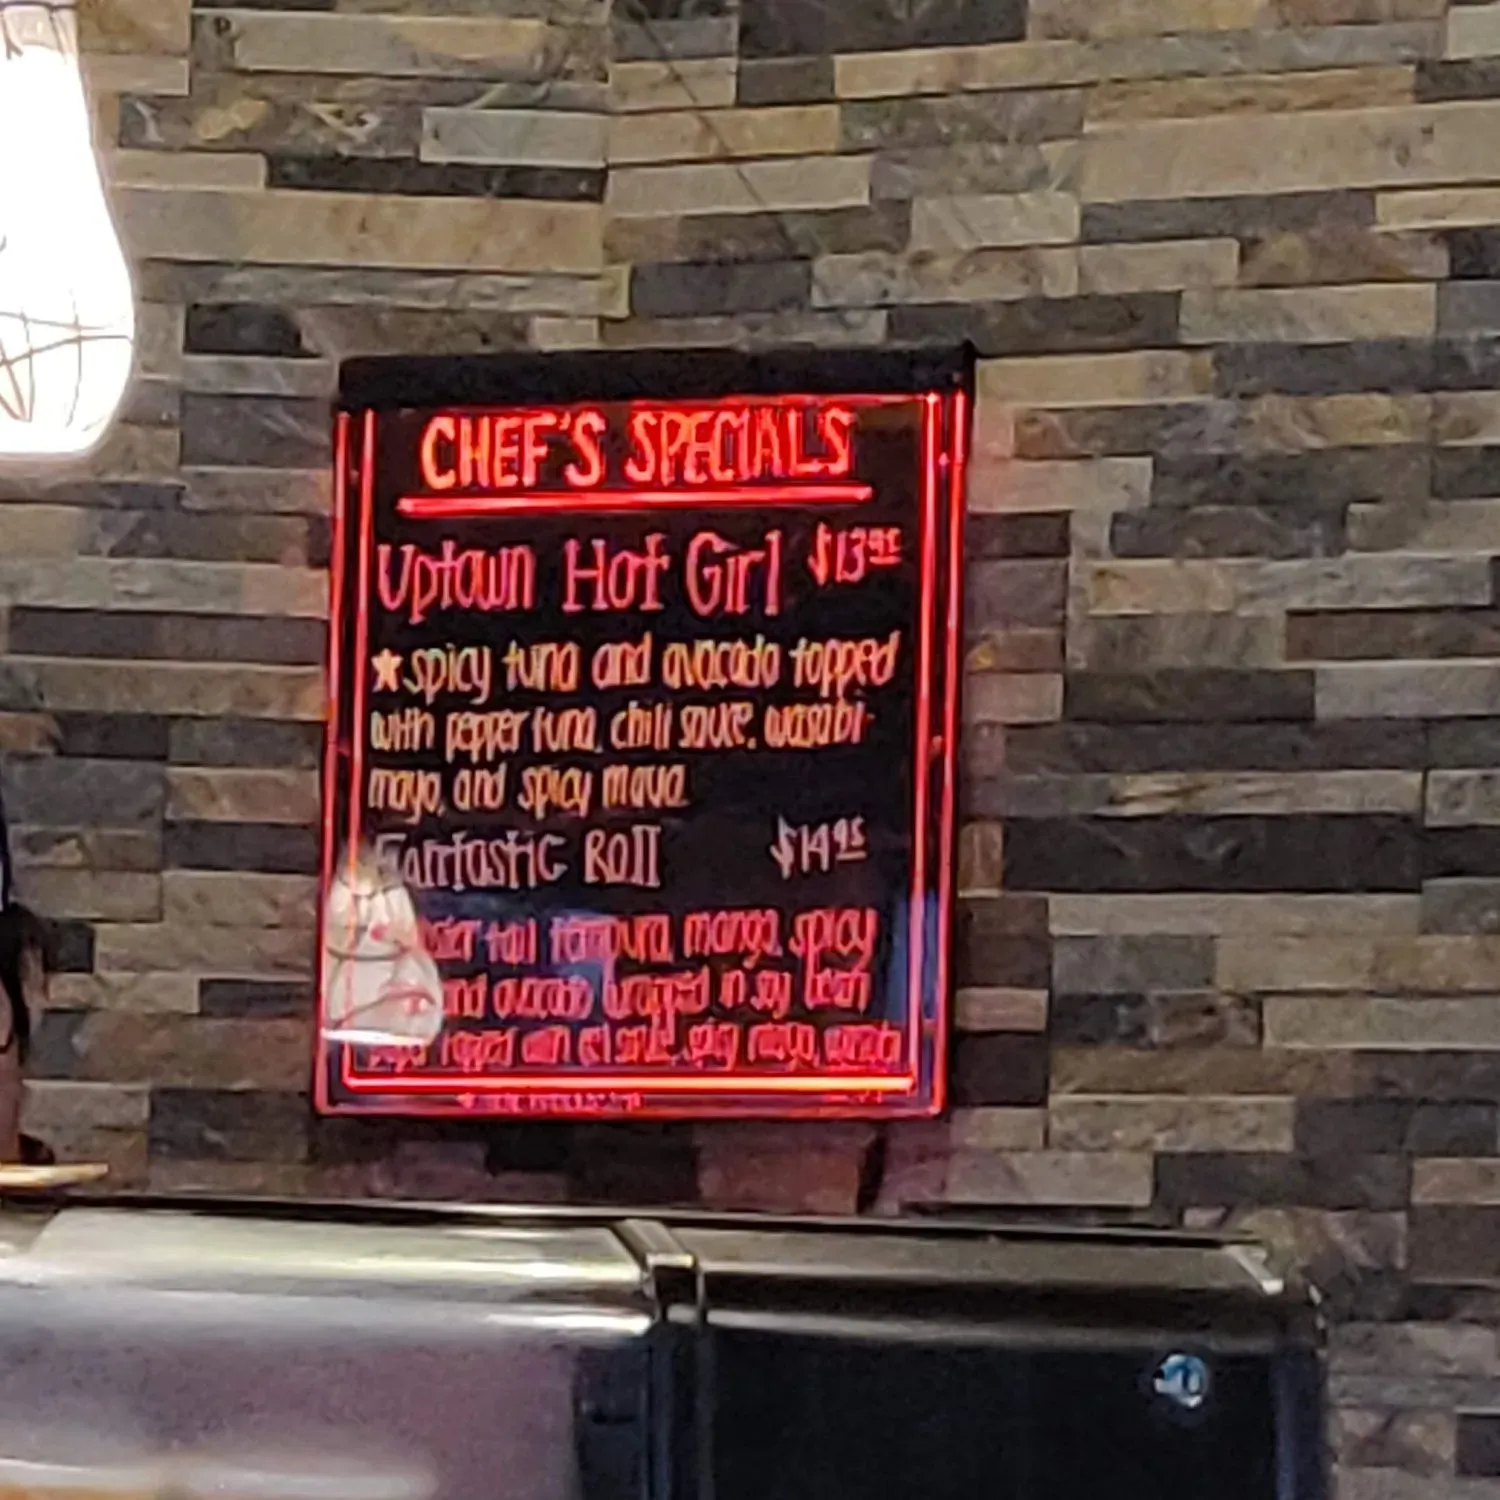 CHEF'S SPECIALS
Uptown Hot Girl $13.95
★spicy tuna and avocado topped
with pepper tuna, chili sauce, wasabi-
mayo, and spicy mayo.
Fantastic Roll $14.95
tail tempura, mango, spicy
and avocado wrapped in soy bean
topped with eel sauce, spicy mayo, wasabi